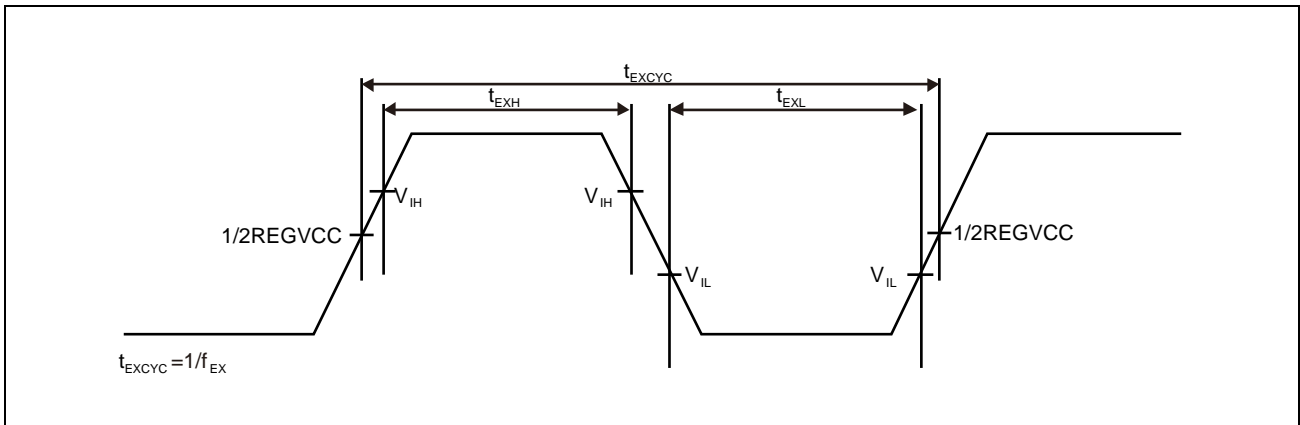 tEXCYC
tEXH
tEXL
VIH
VIH
1/2REGVCC
1/2REGVCC
VIL
VIL
tEXCYC =1/fEX